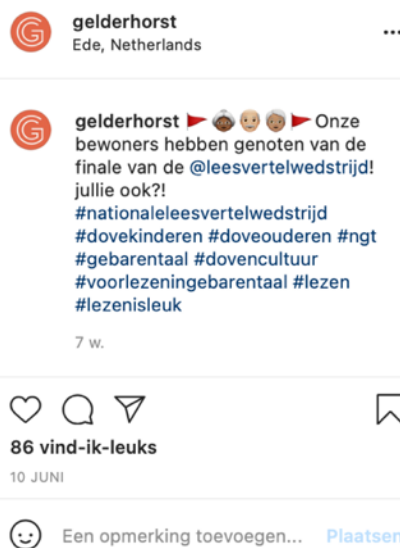 gelderhorst
Ede, Netherlands
gelderhorst 🚩👵🏾👴🏼👵🏽🚩 Onze
bewoners hebben genoten van de
finale van de @leesvertelwedstrijd!
jullie ook?!
#nationaleleesvertelwedstrijd
#dovekinderen #doveouderen #ngt
#gebarentaal #dovencultuur
#voorlezeningebarentaal #lezen
#lezenisleuk
7 w.
86 vind-ik-leuks
10 JUNI
Een opmerking toevoegen... Plaatsen